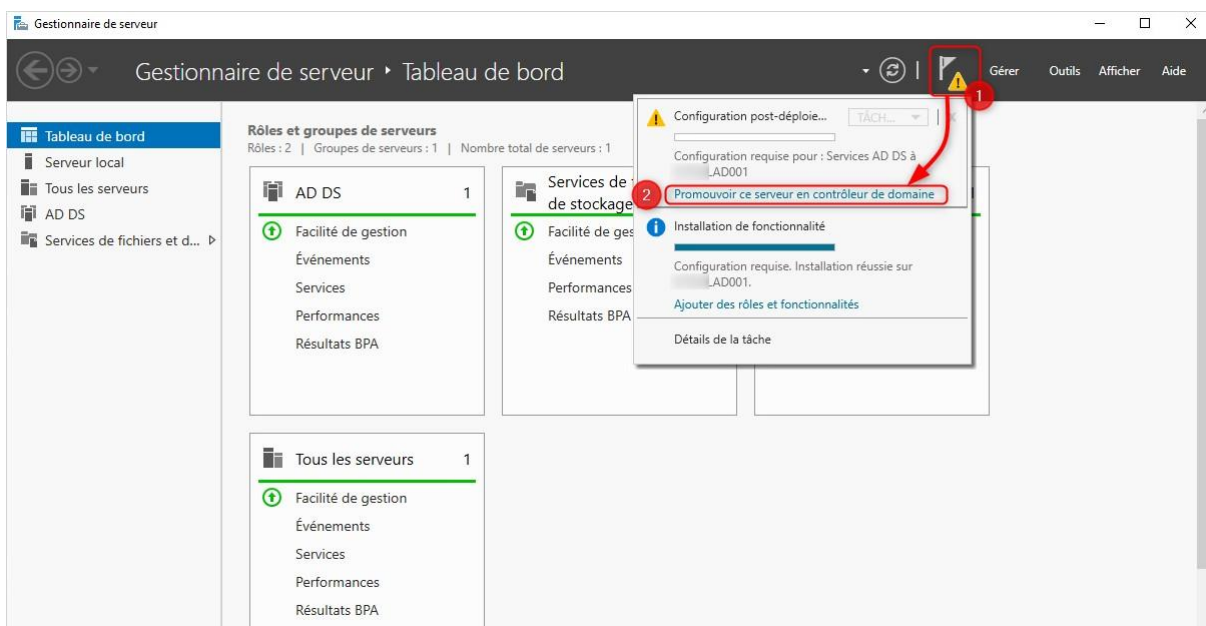 Gestionnaire de serveur
Gestionnaire de serveur • Tableau de bord
Gérer Outils Afficher Aide
1
Tableau de bord
Serveur local
Tous les serveurs
AD DS
Services de fichiers et d...
Rôles et groupes de serveurs
Rôles : 2 | Groupes de serveurs : 1 | Nombre total de serveurs : 1
AD DS 1
Facilité de gestion
Événements
Services
Performances
Résultats BPA
Services de
de stockage
Facilité de ges
Événements
Performances
Résultats BPA
Configuration post-déploie... TÂCH...
Configuration requise pour : Services AD DS à
LAD001
2 Promouvoir ce serveur en contrôleur de domaine
Installation de fonctionnalité
Configuration requise. Installation réussie sur
LAD001.
Ajouter des rôles et fonctionnalités
Détails de la tâche
Tous les serveurs 1
Facilité de gestion
Événements
Services
Performances
Résultats BPA